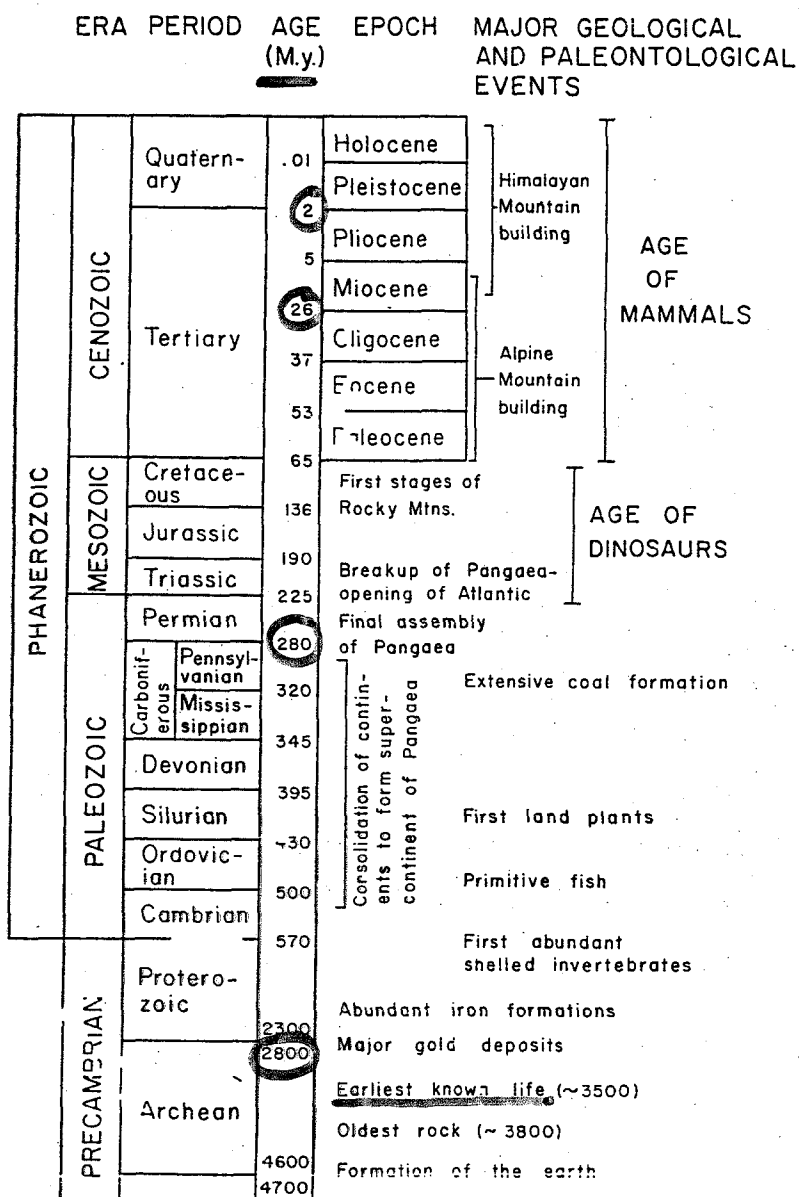 ERA PERIOD AGE EPOCH MAJOR GEOLOGICAL
(M.y.) AND PALEONTOLOGICAL
EVENTS
PHANEROZOIC
CENOZOIC
Quatern-
ary
.01
2
Holocene
Pleistocene
Himalayan
Mountain
building
Tertiary
5
26
37
53
65
Pliocene
Miocene
Cligocene
Eocene
Alpine
Mountain
building
AGE
OF
MAMMALS
MESOZOIC
Cretace-
ous
136
First stages of
Rocky Mtns.
Jurassic
190
Triassic
225
Breakup of Pangaea-
opening of Atlantic
AGE OF
DINOSAURS
PALEOZOIC
Permian
280
Final assembly
of Pangaea
Carbonif-
erous
Pennsyl-
vanian
320
Extensive coal formation
Missis-
sippian
345
Devonian
395
Consolidation of contin-
ents to form super-
continent of Pangaea
Silurian
First land plants
Ordovic-
ian
500
Primitive fish
Cambrian
570
First abundant
shelled invertebrates
PRECAMBRIAN
Protero-
zoic
2300
Abundant iron formations
2800
Major gold deposits
Archean
Earliest known life (~3500)
Oldest rock (~ 3800)
4600
Formation of the earth
4700